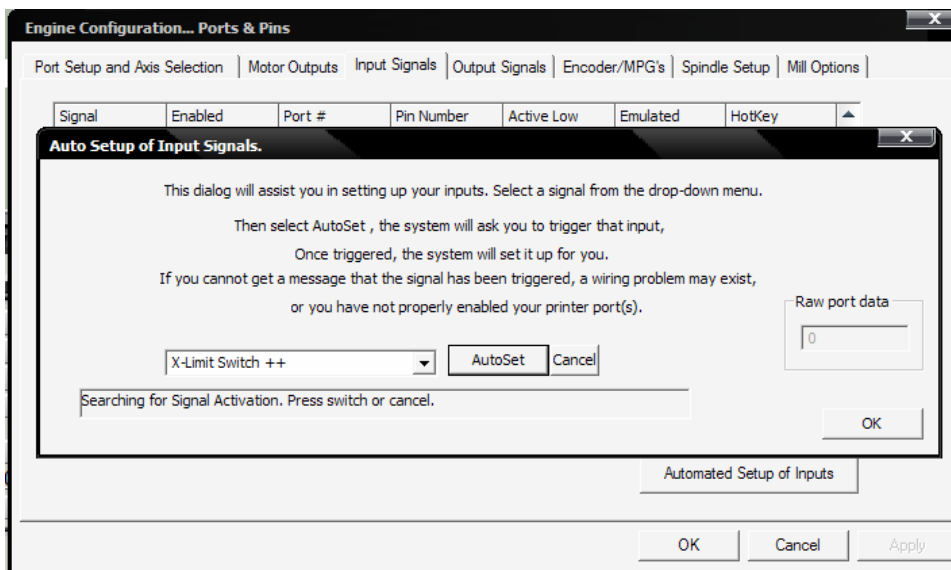 Engine Configuration... Ports & Pins
X
Port Setup and Axis Selection Motor Outputs Input Signals Output Signals Encoder/MPG's Spindle Setup Mill Options
Signal Enabled Port # Pin Number Active Low Emulated HotKey
Auto Setup of Input Signals.
X
This dialog will assist you in setting up your inputs. Select a signal from the drop-down menu.
Then select AutoSet , the system will ask you to trigger that input,
Once triggered, the system will set it up for you.
If you cannot get a message that the signal has been triggered, a wiring problem may exist,
or you have not properly enabled your printer port(s).
Raw port data
0
X-Limit Switch ++ AutoSet Cancel
Searching for Signal Activation. Press switch or cancel.
OK
Automated Setup of Inputs
OK Cancel Apply